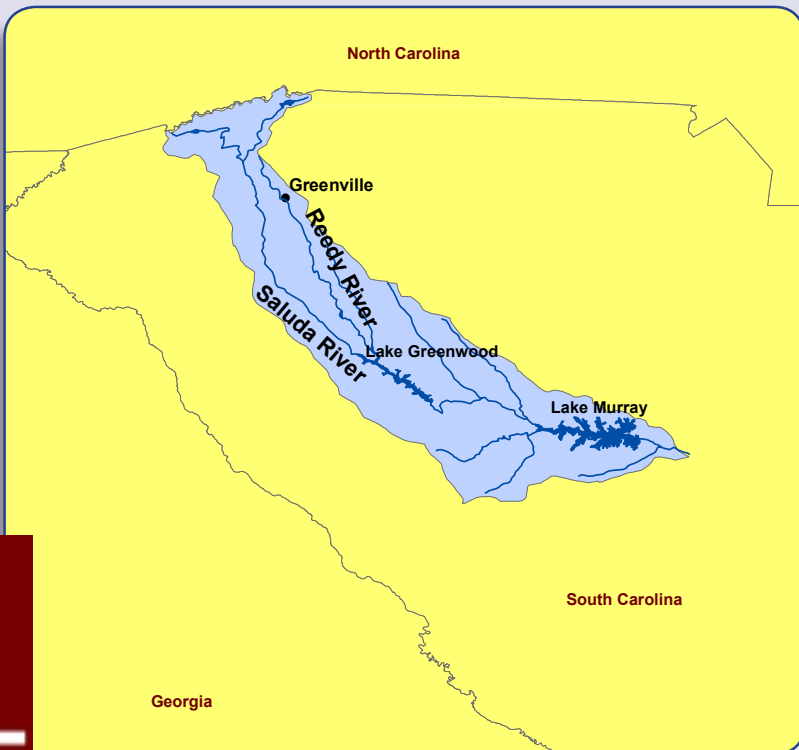 North Carolina
Greenville
Reedy River
Saluda River
Lake Greenwood
Lake Murray
South Carolina
Georgia